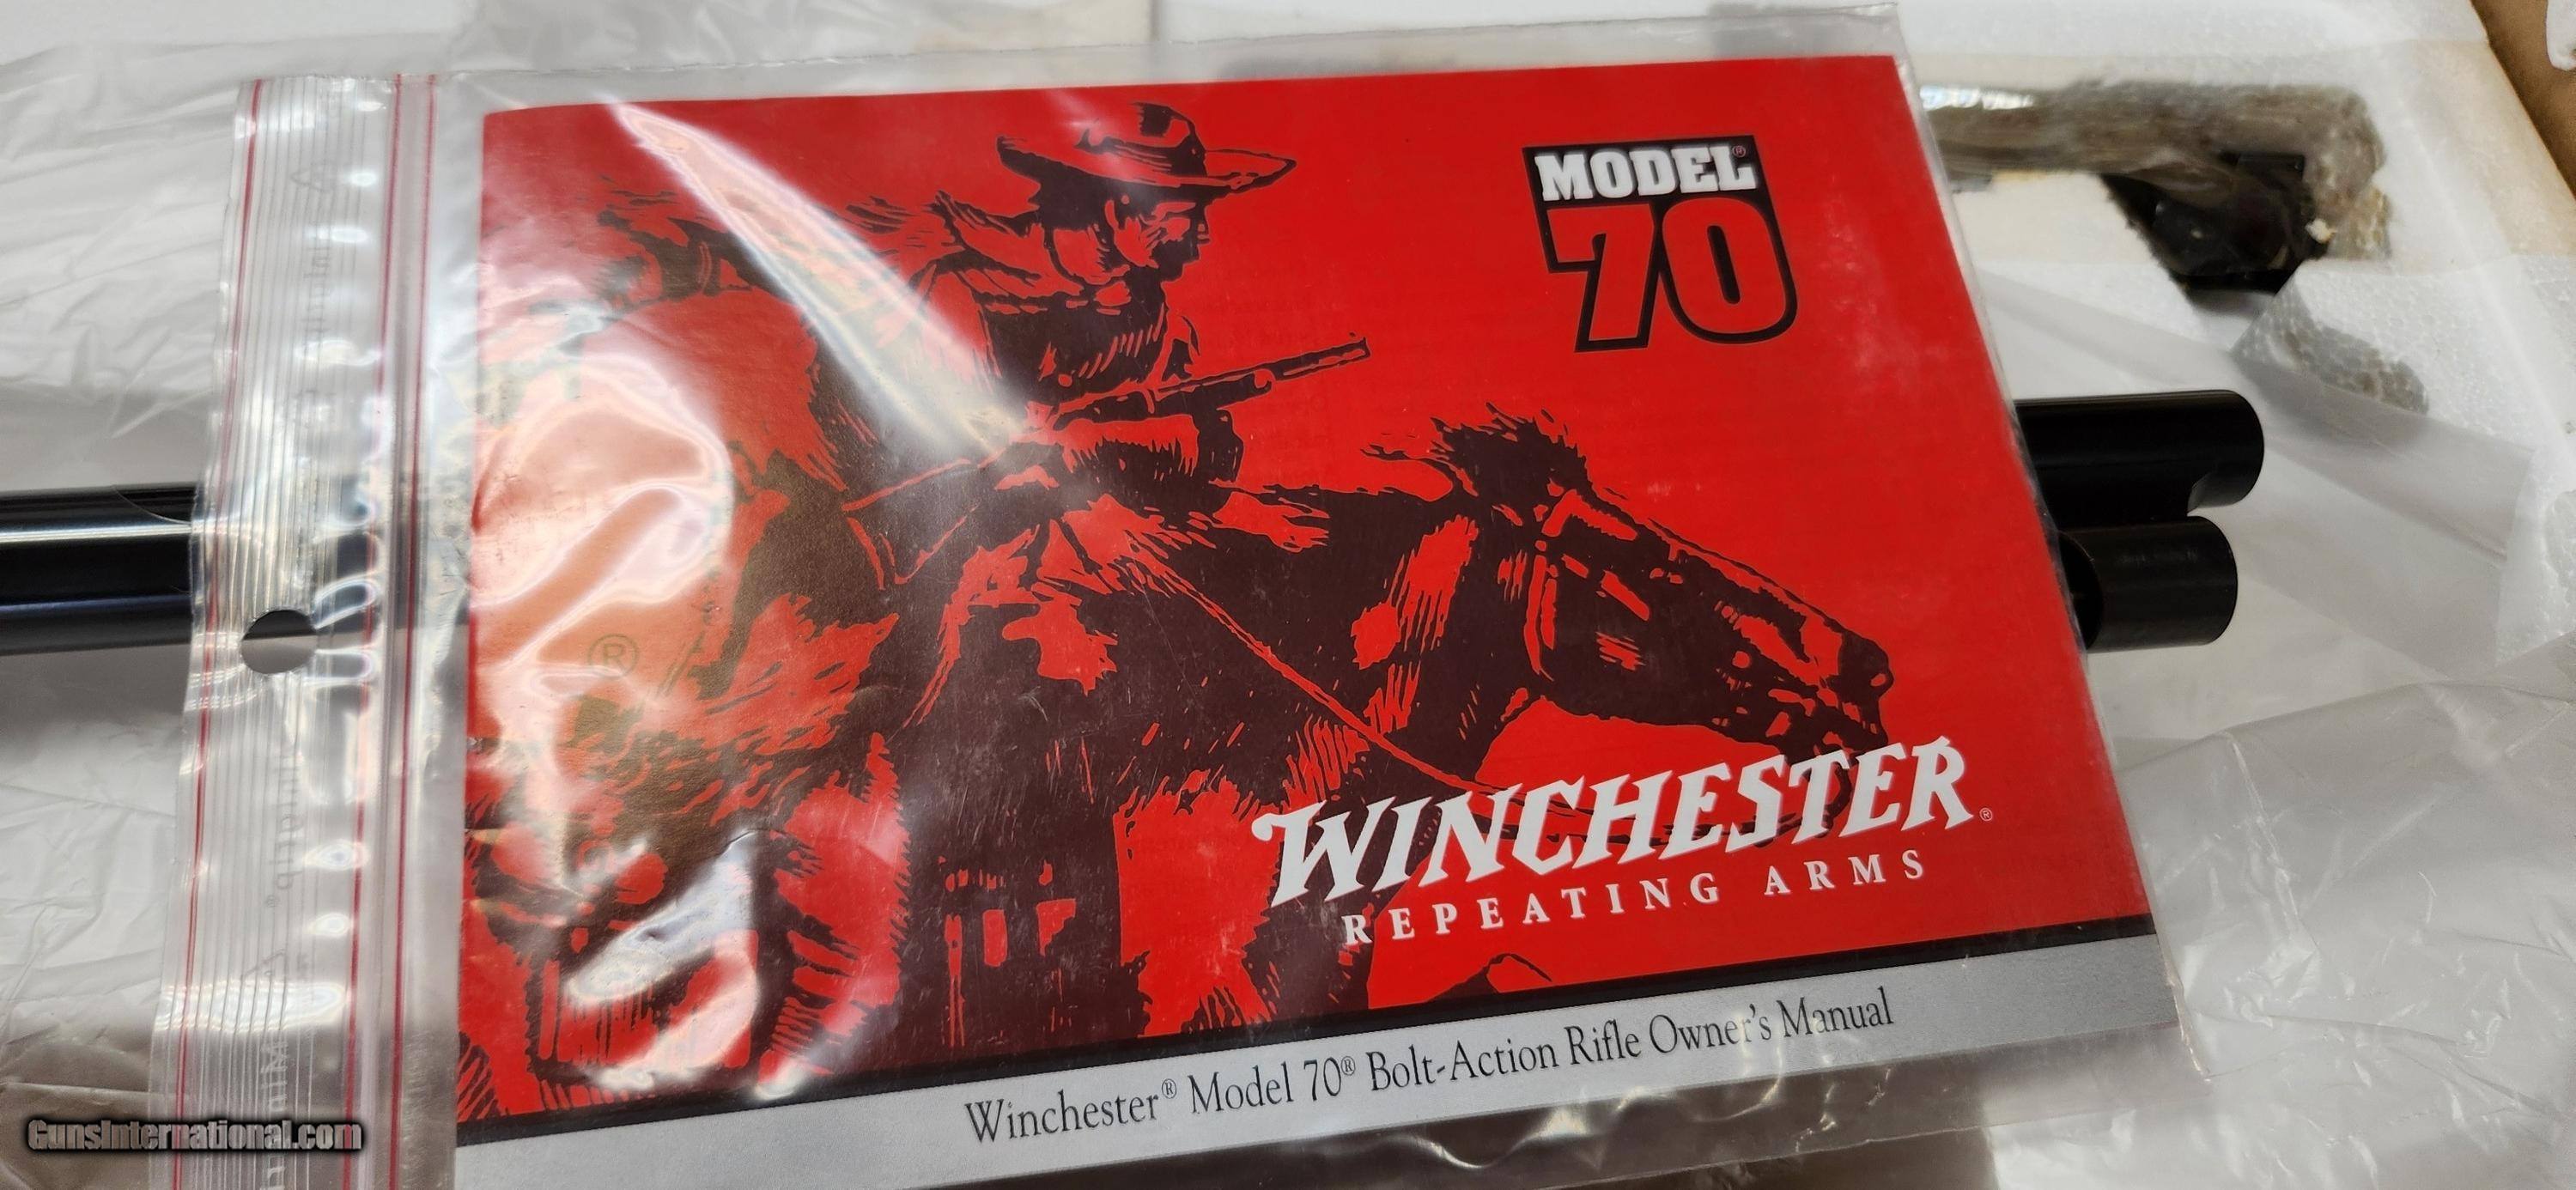 MODEL®
70
®
WINCHESTER®
REPEATING ARMS
Winchester® Model 70® Bolt-Action Rifle Owner's Manual
GunsInternational.com